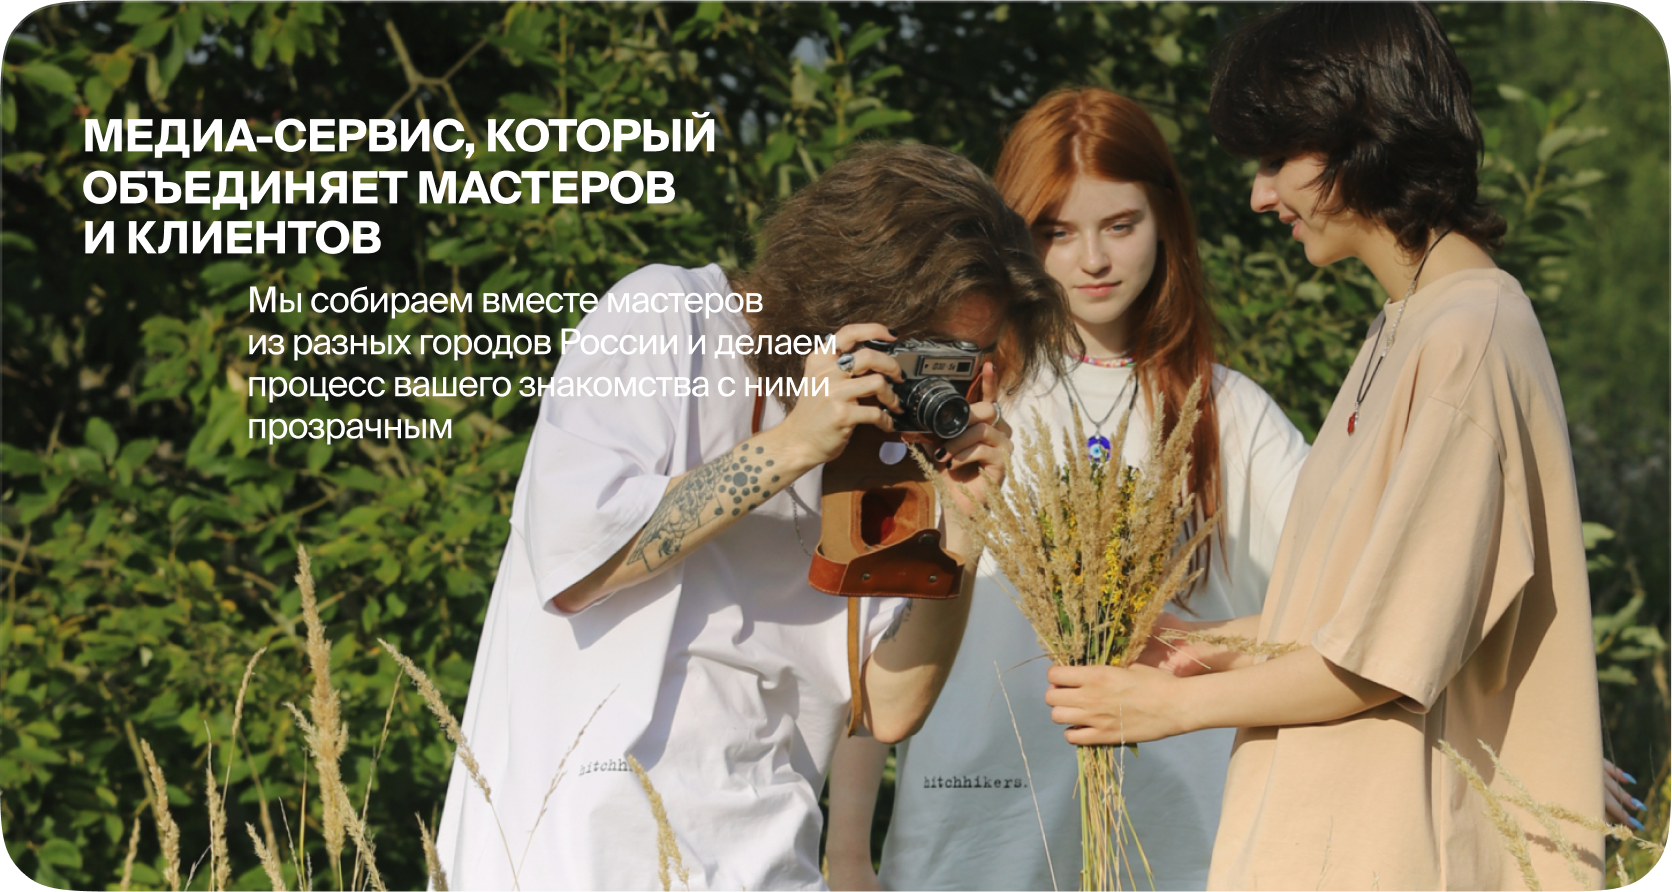 МЕДИА-СЕРВИС, КОТОРЫЙ
ОБЪЕДИНЯЕТ МАСТЕРОВ
И КЛИЕНТОВ
Мы собираем вместе мастеров
из разных городов России и делаем
процесс вашего знакомства с ними
прозрачным
hitchhikers.